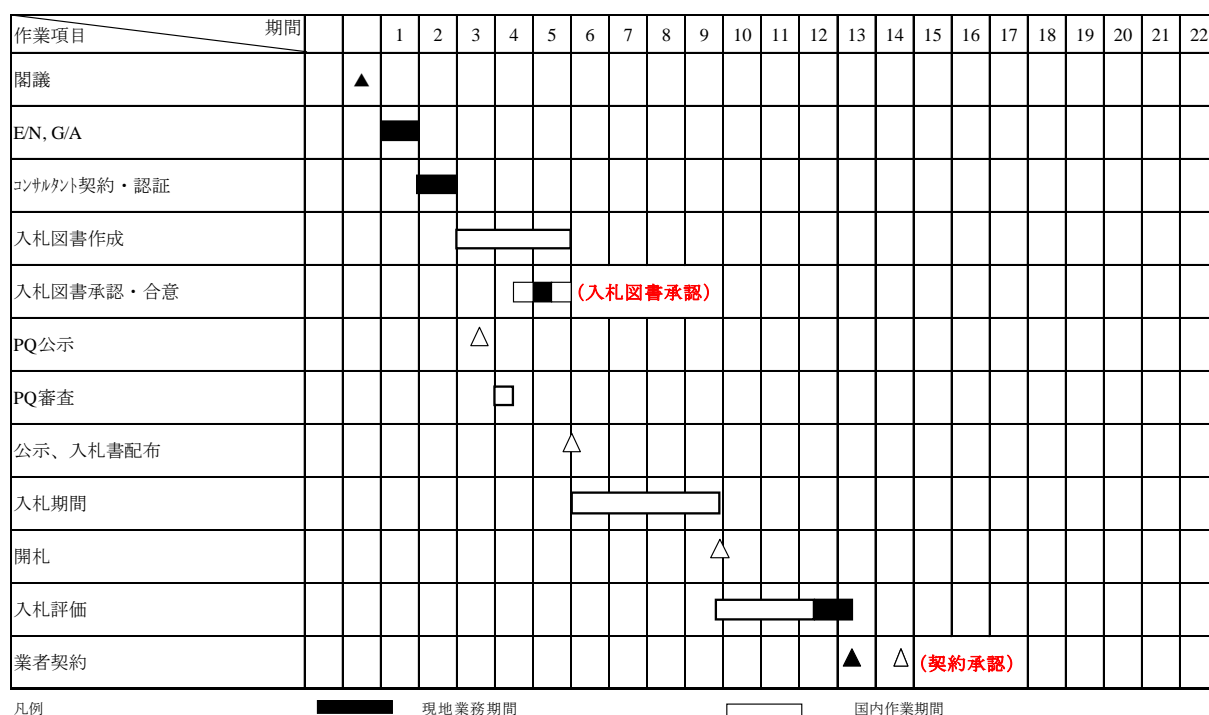 作業項目 期間 1 2 3 4 5 6 7 8 9 10 11 12 13 14 15 16 17 18 19 20 21 22
閣議
E/N, G/A
ｺﾝｻﾙﾀﾝﾄ契約・認証
入札図書作成
入札図書承認・合意 (入札図書承認)
PQ公示
PQ審査
公示、入札書配布
入札期間
開札
入札評価
業者契約 (契約承認)
凡例 現地業務期間 国内作業期間